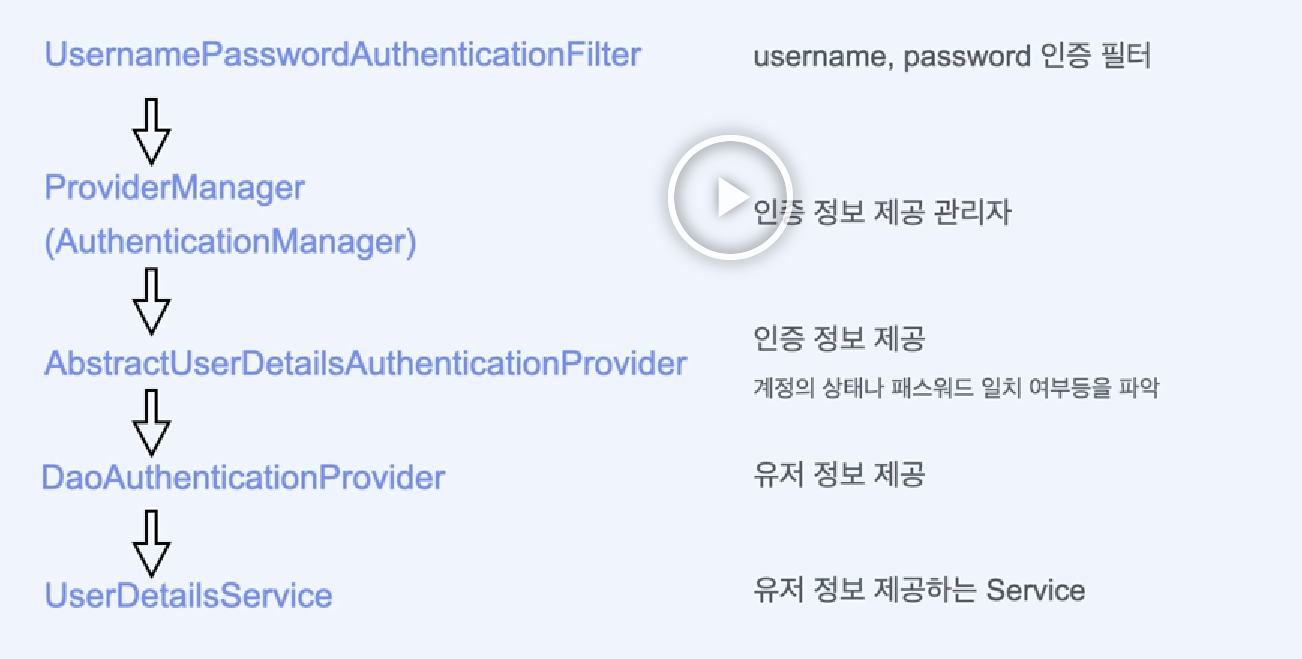 UsernamePasswordAuthenticationFilter
username, password 인증 필터
ProviderManager
(AuthenticationManager)
인증 정보 제공 관리자
AbstractUserDetailsAuthenticationProvider
인증 정보 제공
계정의 상태나 패스워드 일치 여부등을 파악
DaoAuthenticationProvider
유저 정보 제공
UserDetailsService
유저 정보 제공하는 Service